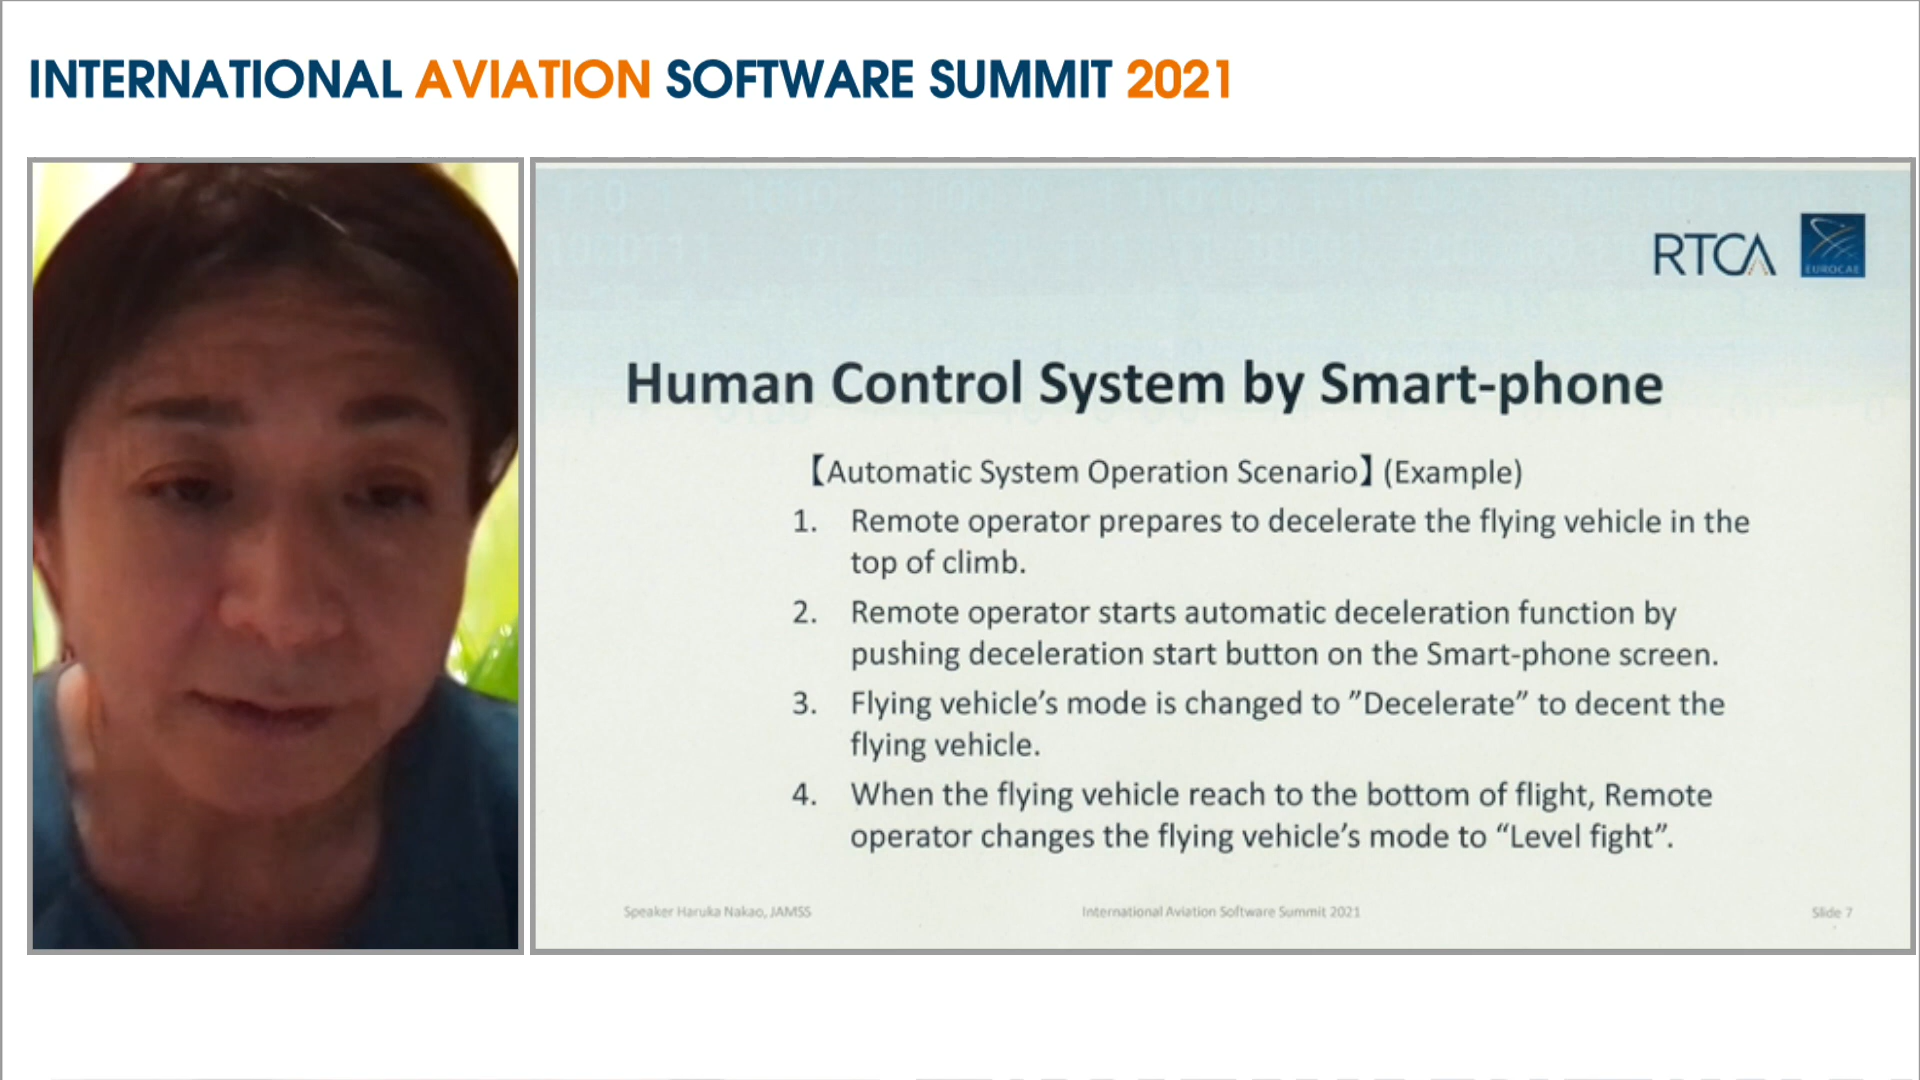 INTERNATIONAL AVIATION SOFTWARE SUMMIT 2021
RTCA
EUROCAE
Human Control System by Smart-phone
【Automatic System Operation Scenario】(Example)
1. Remote operator prepares to decelerate the flying vehicle in the
top of climb.
2. Remote operator starts automatic deceleration function by
pushing deceleration start button on the Smart-phone screen.
3. Flying vehicle’s mode is changed to ”Decelerate” to decent the
flying vehicle.
4. When the flying vehicle reach to the bottom of flight, Remote
operator changes the flying vehicle’s mode to “Level fight”.
Speaker Haruka Nakao, JAMSS
International Aviation Software Summit 2021
Slide 7